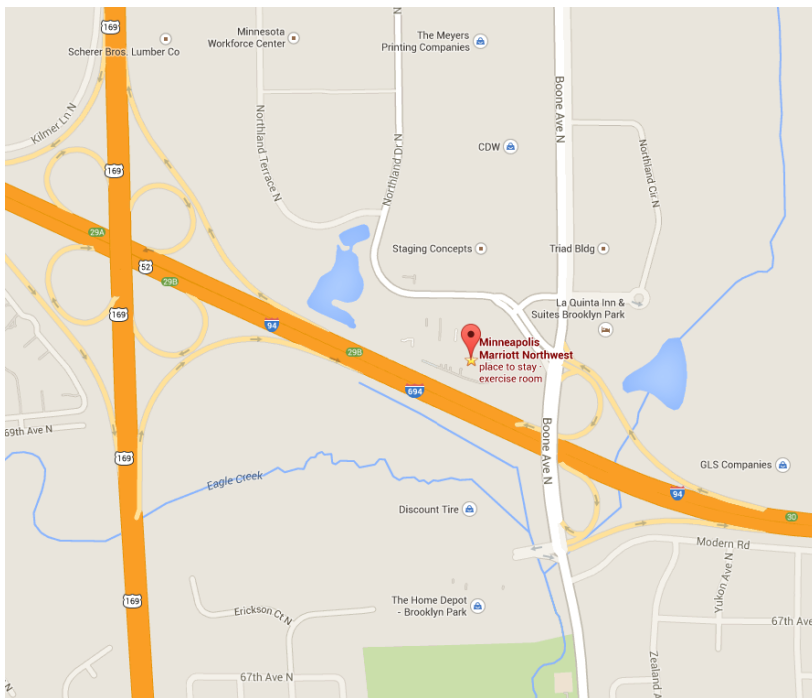 169
Scherer Bros. Lumber Co
Minnesota
Workforce Center
The Meyers
Printing Companies
Kilmer Ln N
Northland Terrace N
Northland Dr N
Boone Ave N
CDW
Northland Cir N
169
29A
52
29B
Staging Concepts
Triad Bldg
169
94
La Quinta Inn &
Suites Brooklyn Park
29B
Minneapolis
Marriott Northwest
place to stay -
exercise room
694
69th Ave N
169
Boone Ave N
Eagle Creek
GLS Companies
94
Discount Tire
30
Modern Rd
Yukon Ave N
169
Erickson Ct N
The Home Depot
- Brooklyn Park
67th Ave
67th Ave N
Zealand A